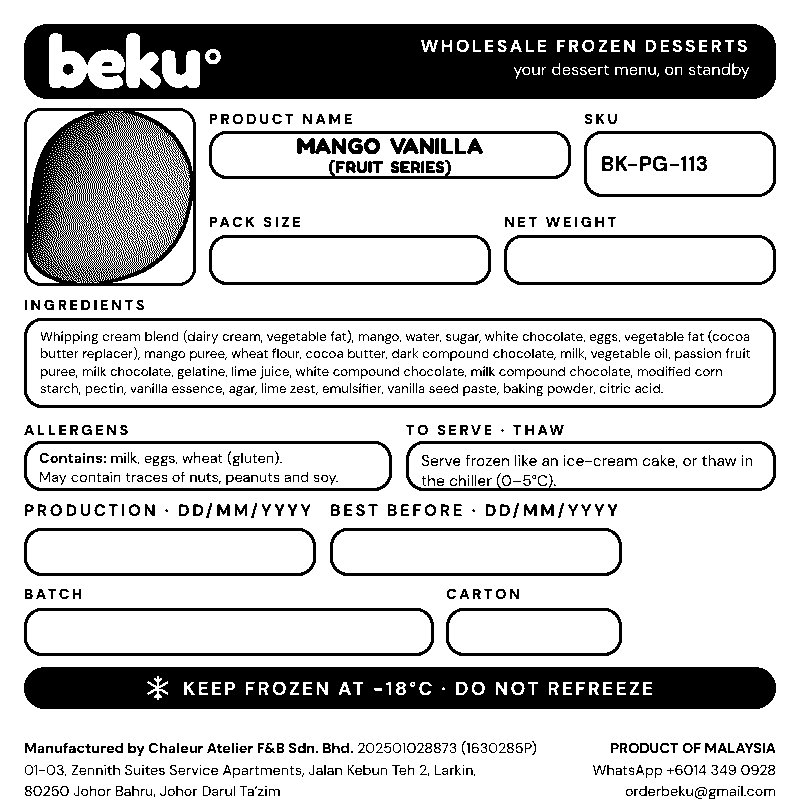 beku°
WHOLESALE FROZEN DESSERTS
your dessert menu, on standby
PRODUCT NAME
MANGO VANILLA
(FRUIT SERIES)
SKU
BK-PG-113
PACK SIZE
NET WEIGHT
INGREDIENTS
Whipping cream blend (dairy cream, vegetable fat), mango, water, sugar, white chocolate, eggs, vegetable fat (cocoa
butter replacer), mango puree, wheat flour, cocoa butter, dark compound chocolate, milk, vegetable oil, passion fruit
puree, milk chocolate, gelatine, lime juice, white compound chocolate, milk compound chocolate, modified corn
starch, pectin, vanilla essence, agar, lime zest, emulsifier, vanilla seed paste, baking powder, citric acid.
ALLERGENS
Contains: milk, eggs, wheat (gluten).
May contain traces of nuts, peanuts and soy.
TO SERVE · THAW
Serve frozen like an ice-cream cake, or thaw in
the chiller (0–5°C).
PRODUCTION · DD/MM/YYYY
BEST BEFORE · DD/MM/YYYY
BATCH
CARTON
KEEP FROZEN AT -18°C · DO NOT REFREEZE
Manufactured by Chaleur Atelier F&B Sdn. Bhd. 202501028873 (1630286P)
01-03, Zennith Suites Service Apartments, Jalan Kebun Teh 2, Larkin,
80250 Johor Bahru, Johor Darul Ta'zim
PRODUCT OF MALAYSIA
WhatsApp +6014 349 0928
orderbeku@gmail.com